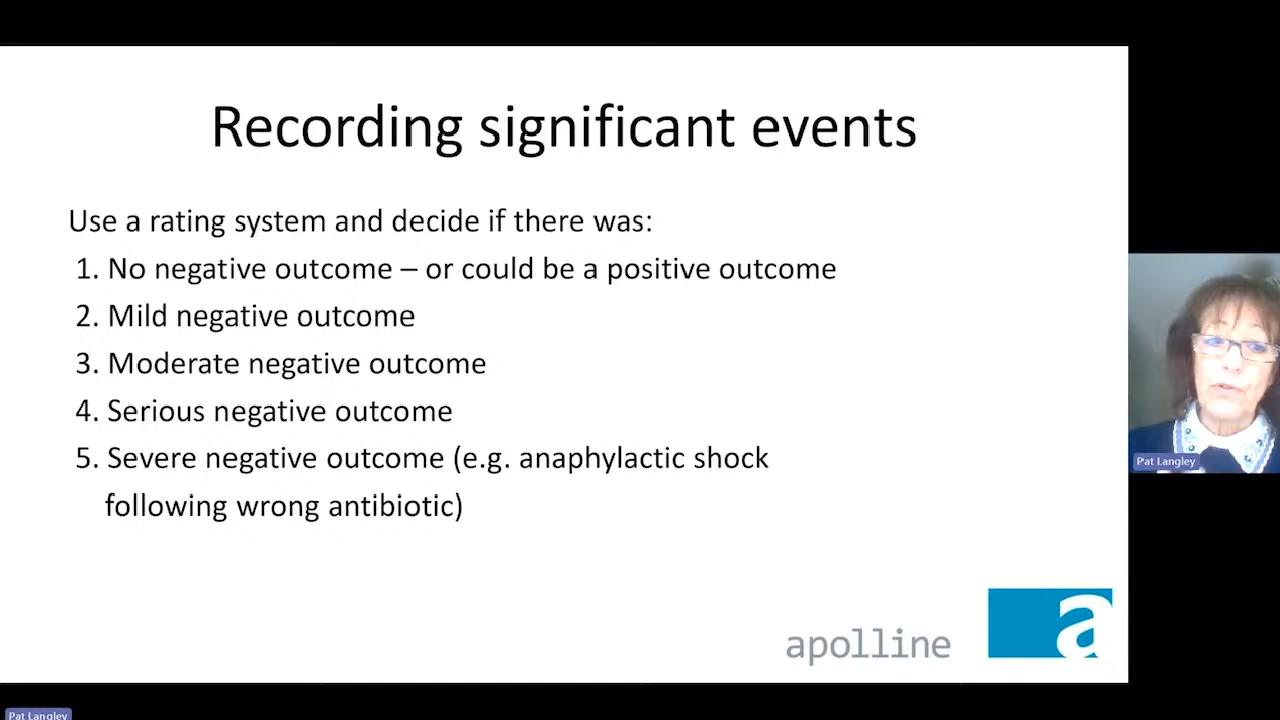 Recording significant events
Use a rating system and decide if there was:
1. No negative outcome – or could be a positive outcome
2. Mild negative outcome
3. Moderate negative outcome
4. Serious negative outcome
5. Severe negative outcome (e.g. anaphylactic shock
following wrong antibiotic)
apolline
a
Pat Langley
Pat Langley